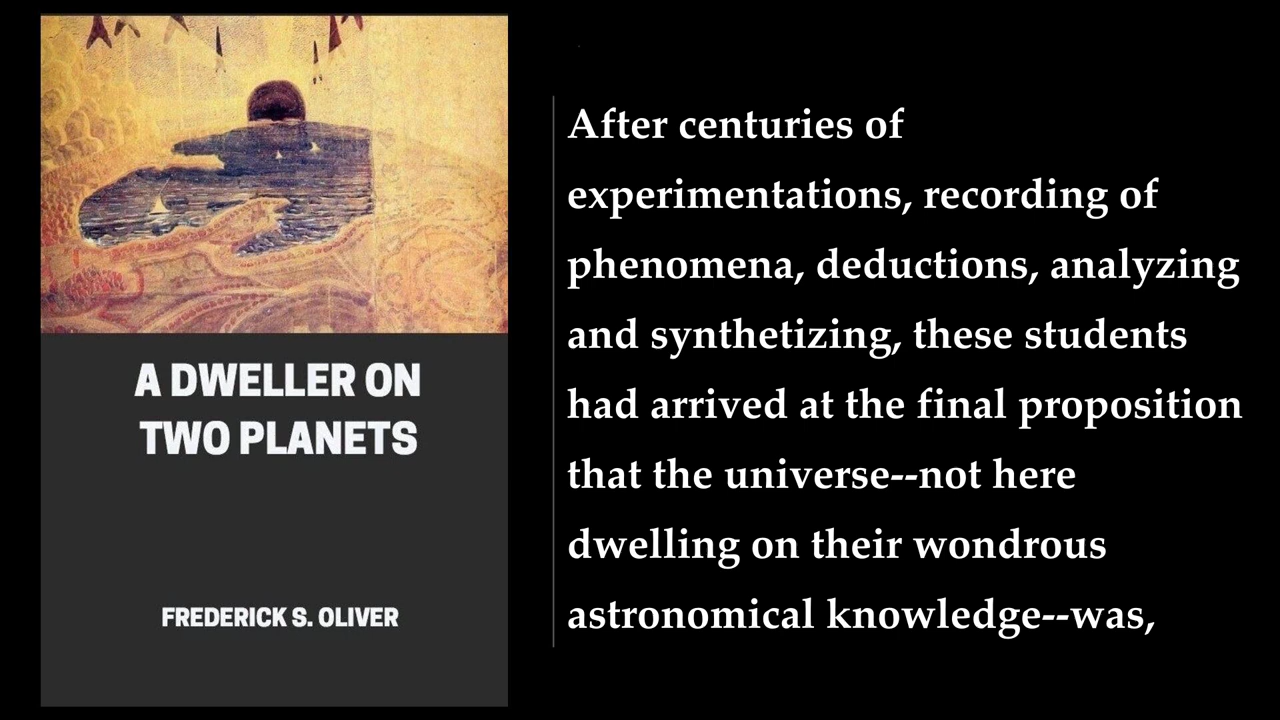 A DWELLER ON
TWO PLANETS
FREDERICK S. OLIVER
After centuries of
experimentations, recording of
phenomena, deductions, analyzing
and synthetizing, these students
had arrived at the final proposition
that the universe--not here
dwelling on their wondrous
astronomical knowledge--was,